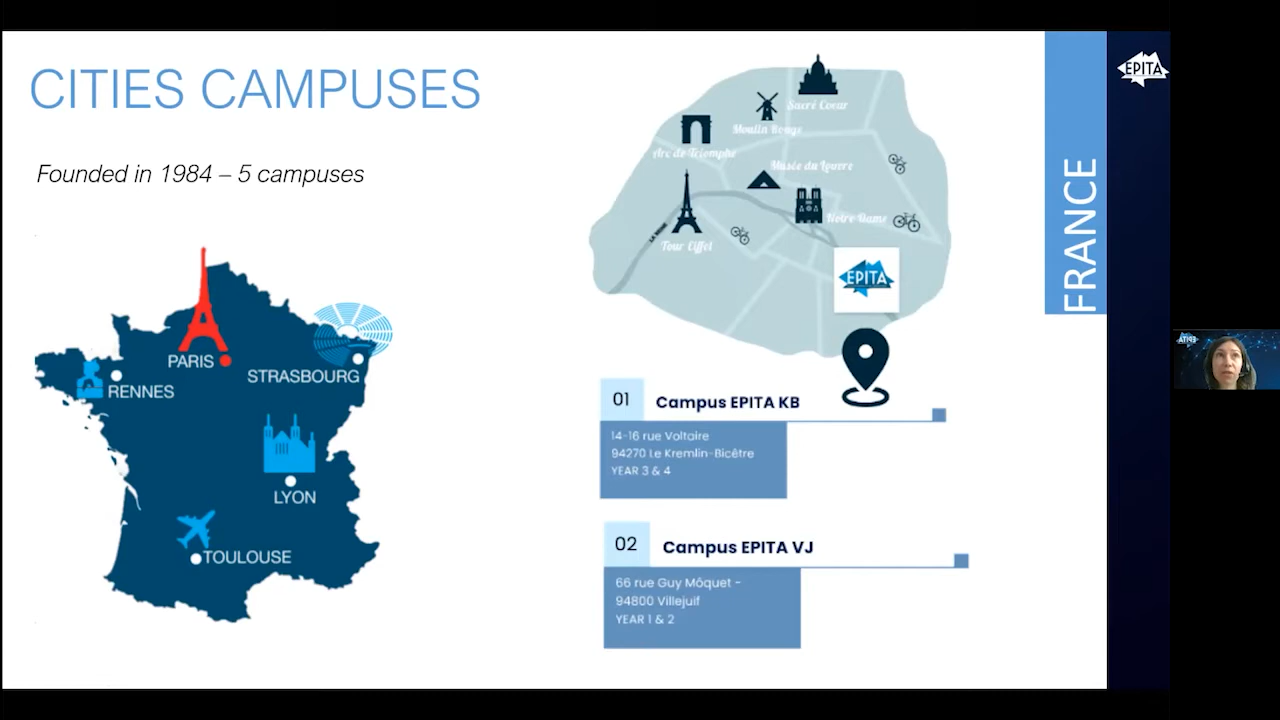 CITIES CAMPUSES
Founded in 1984 – 5 campuses
PARIS
STRASBOURG
RENNES
LYON
TOULOUSE
Sacré Coeur
Moulin Rouge
Arc de Triomphe
Musée du Louvre
Notre Dame
LA SEINE
Tour Eiffel
EPITA
01
Campus EPITA KB
14-16 rue Voltaire
94270 Le Kremlin-Bicêtre
YEAR 3 & 4
02
Campus EPITA VJ
66 rue Guy Môquet -
94800 Villejuif
YEAR 1 & 2
FRANCE
EPITA
EPITA